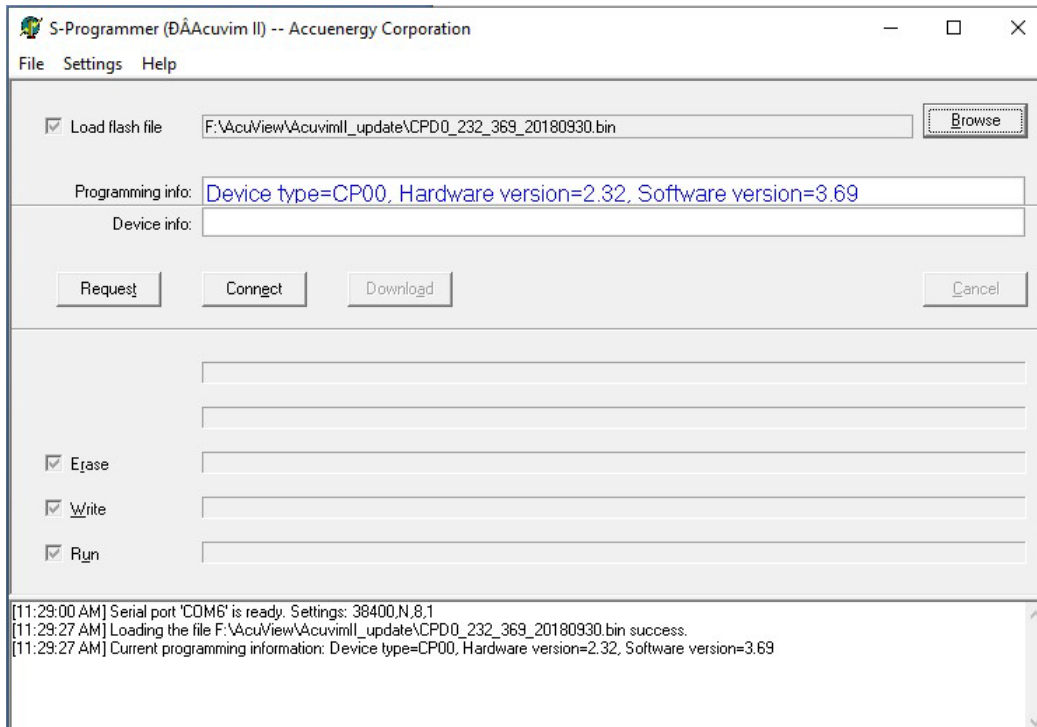 S-Programmer (ÐÂAcuvim II) -- Accuenergy Corporation
File Settings Help
Load flash file F:\AcuView\AcuvimII_update\CPD0_232_369_20180930.bin Browse
Programming info: Device type=CP00, Hardware version=2.32, Software version=3.69
Device info:
Request Connect Download Cancel
Erase
Write
Run
[11:29:00 AM] Serial port 'COM6' is ready. Settings: 38400,N,8,1
[11:29:27 AM] Loading the file F:\AcuView\AcuvimII_update\CPD0_232_369_20180930.bin success.
[11:29:27 AM] Current programming information: Device type=CP00, Hardware version=2.32, Software version=3.69